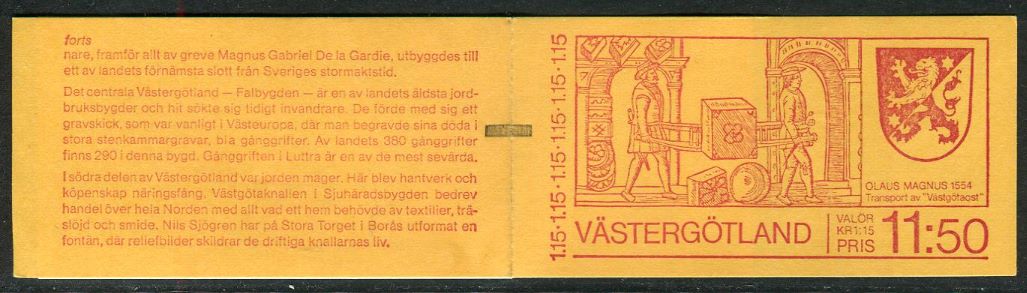 forts
nare, framför allt av greve Magnus Gabriel De la Gardie, utbyggdes till
ett av landets förnämsta slott från Sveriges stormaktstid.
Det centrala Västergötland – Falbygden – är en av landets äldsta jord-
bruksbygder och hit sökte sig tidigt invandrare. De förde med sig ett
gravskick, som var vanligt i Västeuropa, där man begravde sina döda i
stora stenkammargravar, bl a gånggrifter. Av landets 350 gånggrifter
finns 290 i denna bygd. Gånggriften i Luttra är en av de mest sevärda.
I södra delen av Västergötland var jorden mager. Här blev hantverk och
köpenskap näringsfång. Västgötaknallen i Sjuhäradsbygden bedrev
handel över hela Norden med allt vad ett hem behövde av textilier, trä-
slöjd och smide. Nils Sjögren har på Stora Torget i Borås utformat en
fontän, där reliefbilder skildrar de driftiga knallarnas liv.
1.15·1.15·1.15·1.15·1.15·1.15
OLAUS MAGNUS 1554
Transport av "Västgötaost"
VÄSTERGÖTLAND
VALÖR
KR 1:15
PRIS 11:50